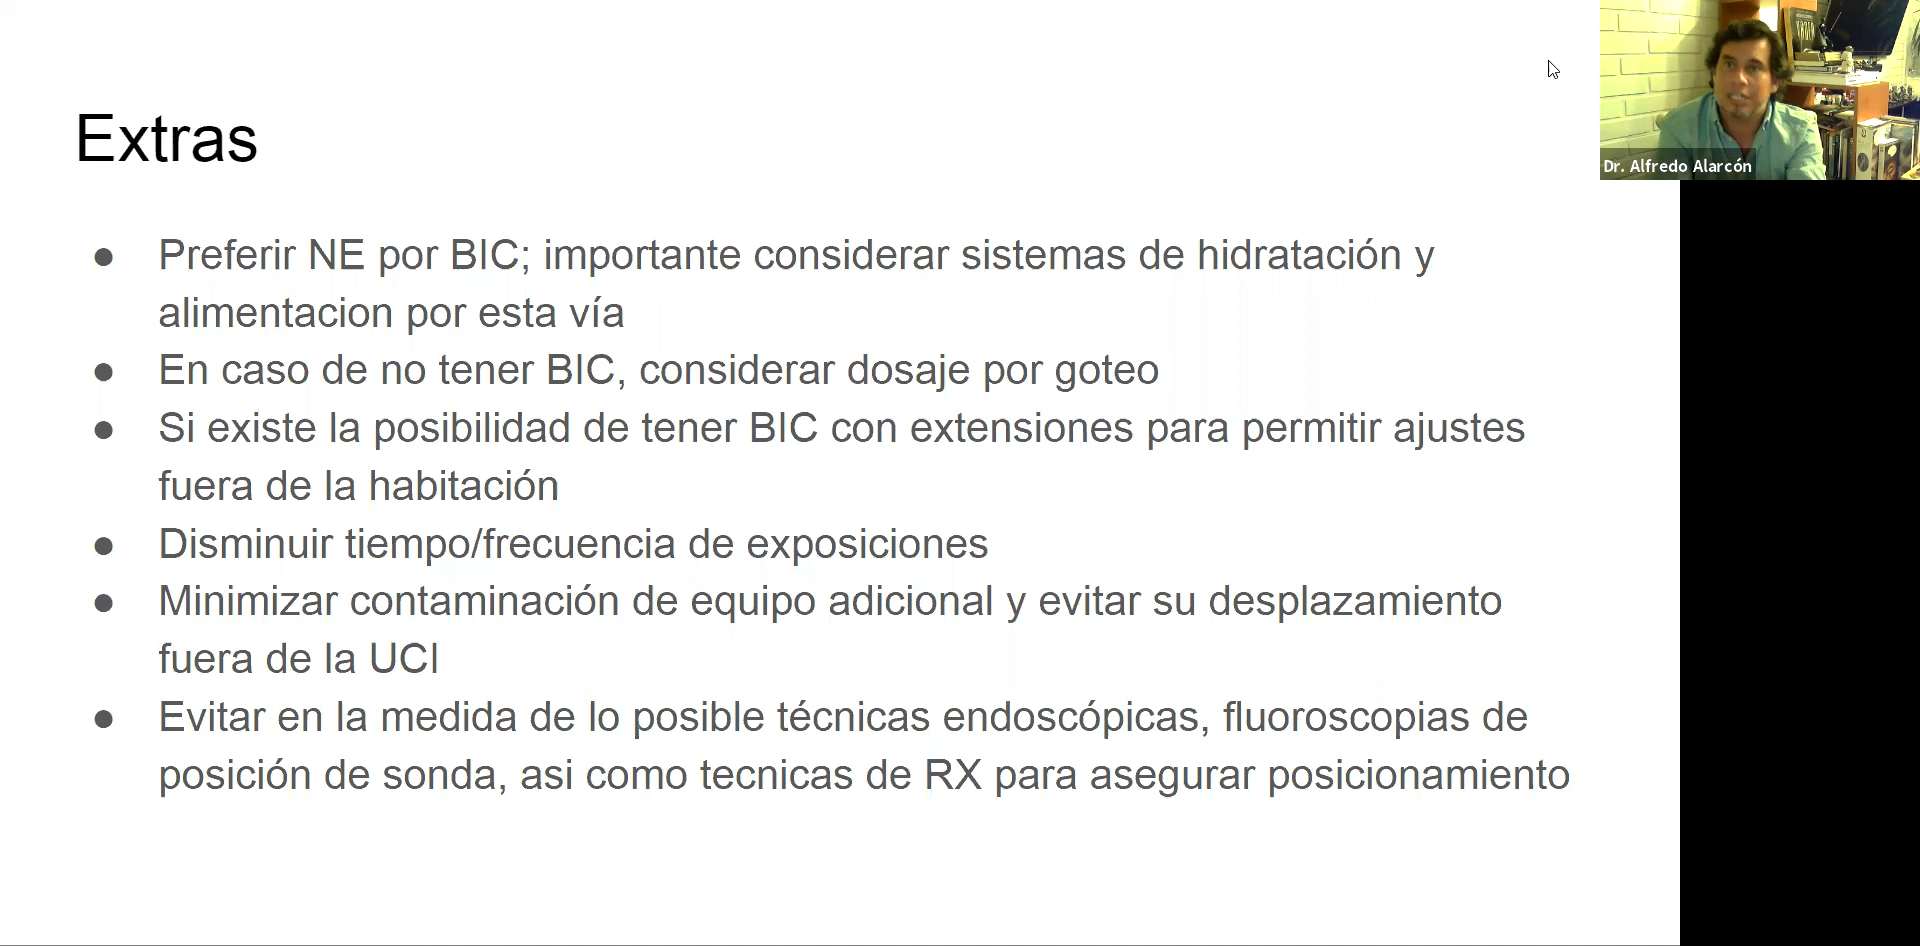 Extras
● Preferir NE por BIC; importante considerar sistemas de hidratación y
alimentacion por esta vía
● En caso de no tener BIC, considerar dosaje por goteo
● Si existe la posibilidad de tener BIC con extensiones para permitir ajustes
fuera de la habitación
● Disminuir tiempo/frecuencia de exposiciones
● Minimizar contaminación de equipo adicional y evitar su desplazamiento
fuera de la UCI
● Evitar en la medida de lo posible técnicas endoscópicas, fluoroscopias de
posición de sonda, asi como tecnicas de RX para asegurar posicionamiento
Dr. Alfredo Alarcón